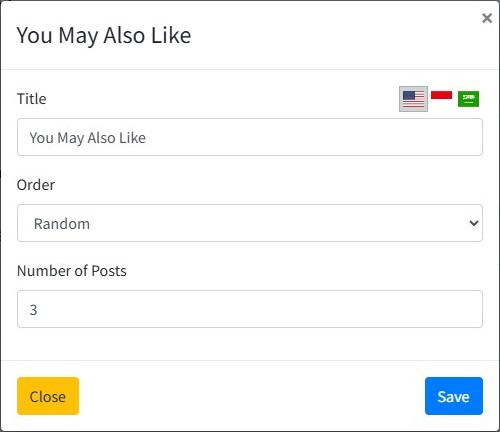 You May Also Like
×
Title
You May Also Like
Order
Random
Number of Posts
3
Close
Save